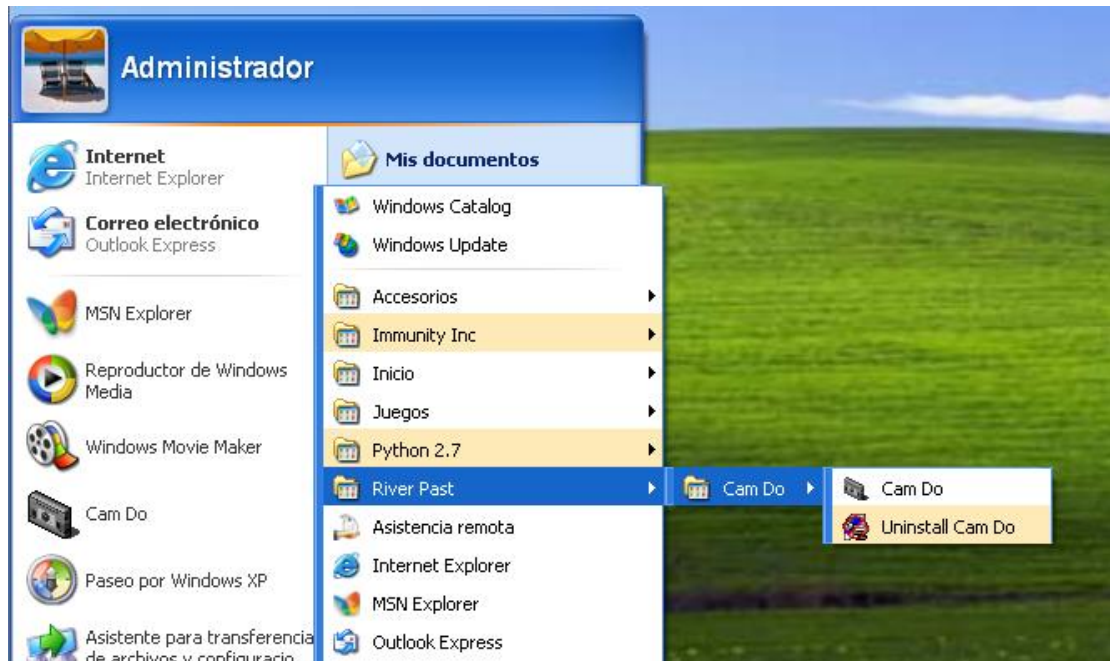 Administrador
Internet
Internet Explorer
Correo electrónico
Outlook Express
MSN Explorer
Reproductor de Windows
Media
Windows Movie Maker
Cam Do
Paseo por Windows XP
Asistente para transferencia
de archivos y configuracio
Mis documentos
Windows Catalog
Windows Update
Accesorios
Immunity Inc
Inicio
Juegos
Python 2.7
River Past
Asistencia remota
Internet Explorer
MSN Explorer
Outlook Express
Cam Do
Cam Do
Uninstall Cam Do